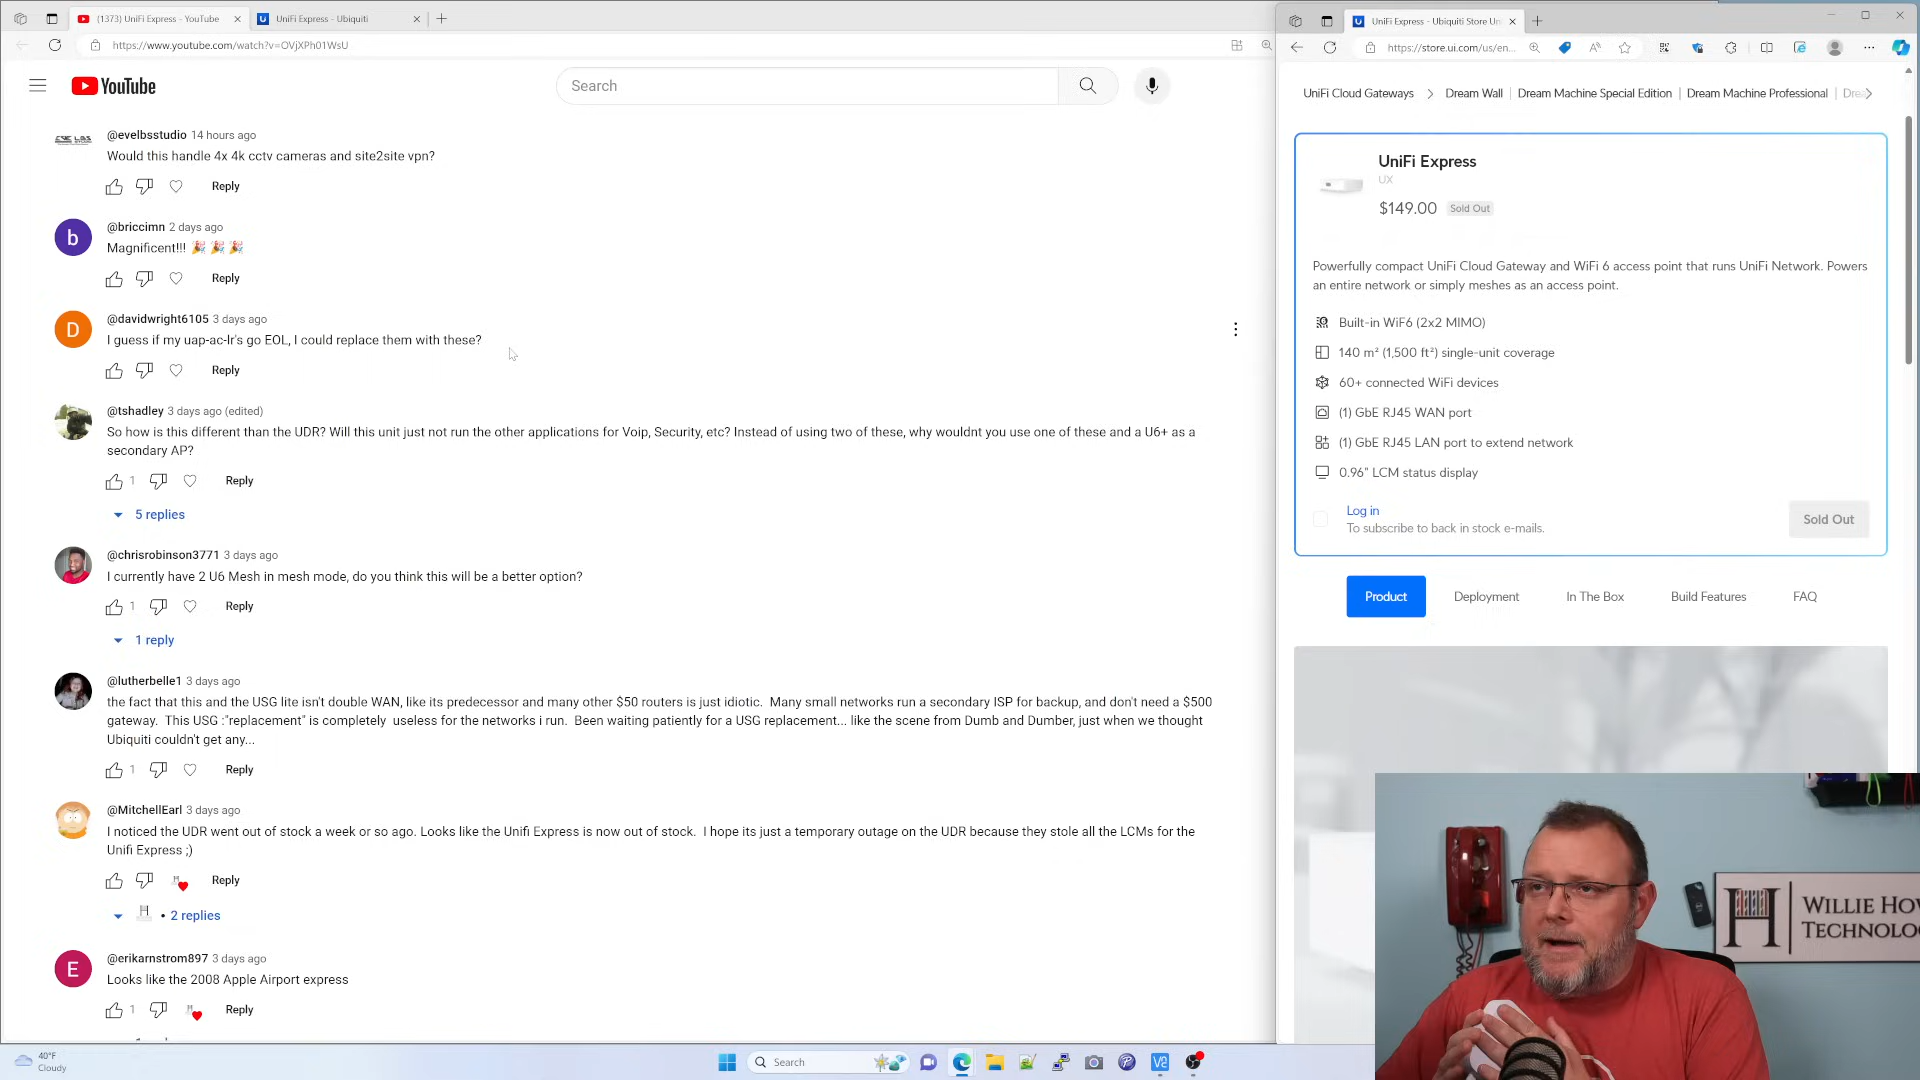 (1373) UniFi Express - YouTube
UniFi Express - Ubiquiti
https://www.youtube.com/watch?v=OVjXPh01WsU
YouTube
Search
@evelbsstudio 14 hours ago
Would this handle 4x 4k cctv cameras and site2site vpn?
Reply
b
@briccimn 2 days ago
Magnificent!!! 🎉 🎉 🎉
Reply
D
@davidwright6105 3 days ago
I guess if my uap-ac-lr's go EOL, I could replace them with these?
Reply
@tshadley 3 days ago (edited)
So how is this different than the UDR? Will this unit just not run the other applications for Voip, Security, etc? Instead of using two of these, why wouldnt you use one of these and a U6+ as a
secondary AP?
1 Reply
5 replies
@chrisrobinson3771 3 days ago
I currently have 2 U6 Mesh in mesh mode, do you think this will be a better option?
1 Reply
1 reply
@lutherbelle1 3 days ago
the fact that this and the USG lite isn't double WAN, like its predecessor and many other $50 routers is just idiotic. Many small networks run a secondary ISP for backup, and don't need a $500
gateway. This USG :"replacement" is completely useless for the networks i run. Been waiting patiently for a USG replacement... like the scene from Dumb and Dumber, just when we thought
Ubiquiti couldn't get any...
1 Reply
@MitchellEarl 3 days ago
I noticed the UDR went out of stock a week or so ago. Looks like the Unifi Express is now out of stock. I hope its just a temporary outage on the UDR because they stole all the LCMs for the
Unifi Express ;)
Reply
• 2 replies
E
@erikarnstrom897 3 days ago
Looks like the 2008 Apple Airport express
1 Reply
UniFi Express - Ubiquiti Store Un
https://store.ui.com/us/en...
UniFi Cloud Gateways > Dream Wall | Dream Machine Special Edition | Dream Machine Professional | Drea
UniFi Express
UX
$149.00 Sold Out
Powerfully compact UniFi Cloud Gateway and WiFi 6 access point that runs UniFi Network. Powers
an entire network or simply meshes as an access point.
Built-in WiF6 (2x2 MIMO)
140 m² (1,500 ft²) single-unit coverage
60+ connected WiFi devices
(1) GbE RJ45 WAN port
(1) GbE RJ45 LAN port to extend network
0.96" LCM status display
Log in
To subscribe to back in stock e-mails.
Sold Out
Product Deployment In The Box Build Features FAQ
H
WILLIE HOW
TECHNOLO
40°F
Cloudy
Search